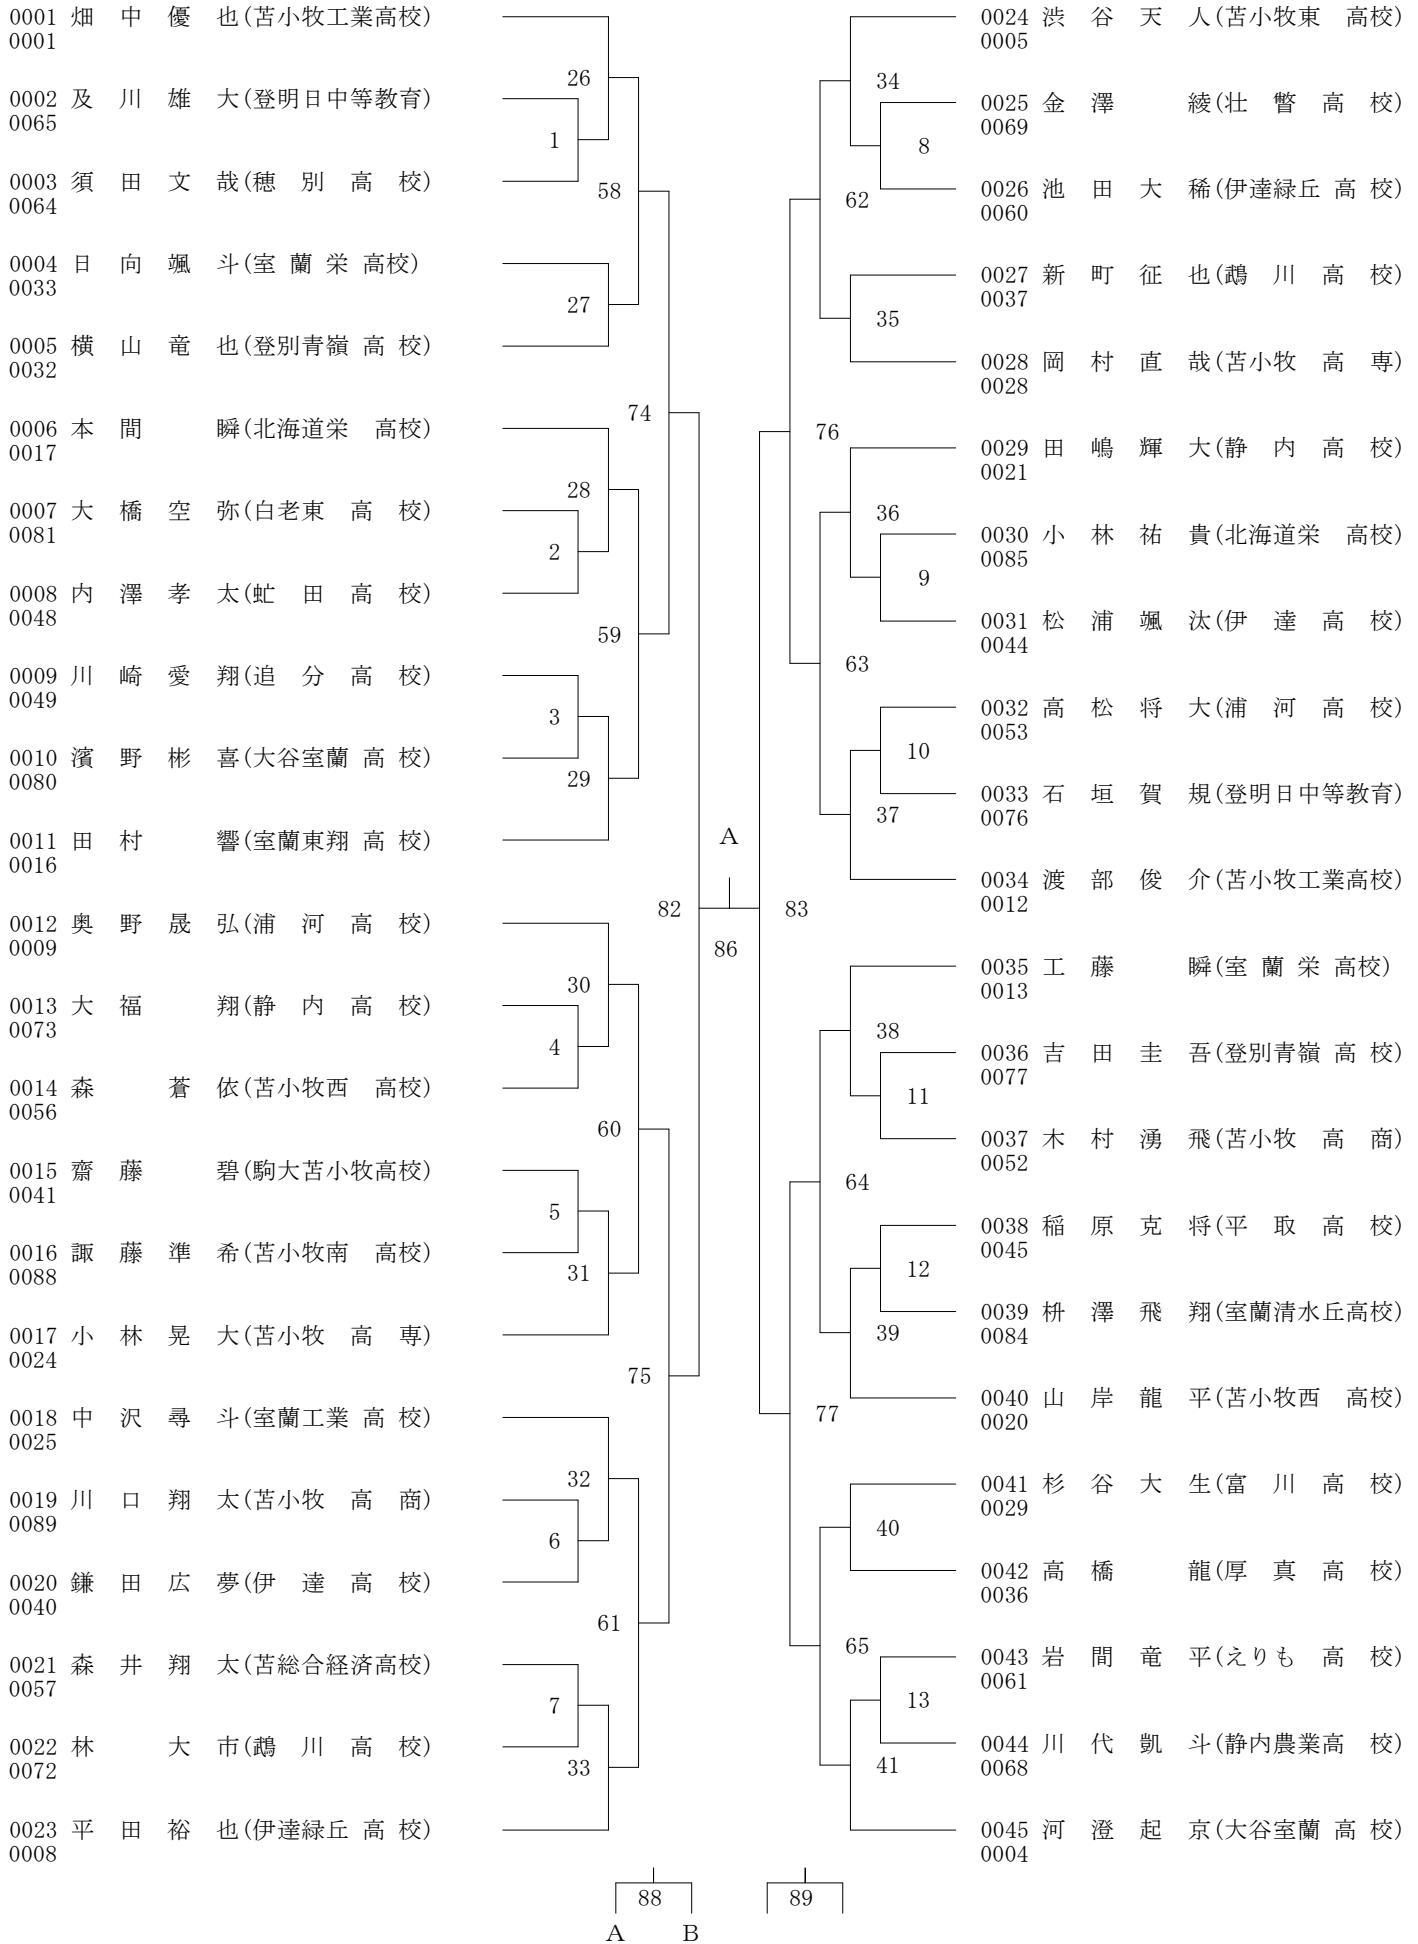 0001 畑　中　優　也(苫小牧工業高校)
0001
0002 及　川　雄　大(登明日中等教育)
0065
0003 須　田　文　哉(穂　別　高　校)
0064
0004 日　向　颯　斗(室 蘭 栄 高校)
0033
0005 横　山　竜　也(登別青嶺 高 校)
0032
0006 本　間　　　瞬(北海道栄　高校)
0017
0007 大　橋　空　弥(白老東　高　校)
0081
0008 内　澤　孝　太(虻　田　高　校)
0048
0009 川　崎　愛　翔(追　分　高　校)
0049
0010 濱　野　彬　喜(大谷室蘭 高 校)
0080
0011 田　村　　　響(室蘭東翔 高 校)
0016
0012 奥　野　晟　弘(浦　河　高　校)
0009
0013 大　福　　　翔(静　内　高　校)
0073
0014 森　　　蒼　依(苫小牧西　高校)
0056
0015 齋　藤　　　碧(駒大苫小牧高校)
0041
0016 諏　藤　準　希(苫小牧南　高校)
0088
0017 小　林　晃　大(苫小牧　高　専)
0024
0018 中　沢　尋　斗(室蘭工業 高 校)
0025
0019 川　口　翔　太(苫小牧　高　商)
0089
0020 鎌　田　広　夢(伊　達　高　校)
0040
0021 森　井　翔　太(苫総合経済高校)
0057
0022 林　　　大　市(鵡　川　高　校)
0072
0023 平　田　裕　也(伊達緑丘 高 校)
0008
26
1
58
27
74
28
2
59
3
29
82
30
4
60
5
31
75
32
6
61
7
33
A
86
83
34
8
62
35
76
36
9
63
10
37
38
11
64
12
39
77
40
65
13
41
0024 渋　谷　天　人(苫小牧東　高校)
0005
0025 金　澤　　　綾(壮　瞥　高　校)
0069
0026 池　田　大　稀(伊達緑丘 高 校)
0060
0027 新　町　征　也(鵡　川　高　校)
0037
0028 岡　村　直　哉(苫小牧　高　専)
0028
0029 田　嶋　輝　大(静　内　高　校)
0021
0030 小　林　祐　貴(北海道栄　高校)
0085
0031 松　浦　颯　汰(伊　達　高　校)
0044
0032 高　松　将　大(浦　河　高　校)
0053
0033 石　垣　賀　規(登明日中等教育)
0076
0034 渡　部　俊　介(苫小牧工業高校)
0012
0035 工　藤　　　瞬(室 蘭 栄 高校)
0013
0036 吉　田　圭　吾(登別青嶺 高 校)
0077
0037 木　村　湧　飛(苫小牧　高　商)
0052
0038 稲　原　克　将(平　取　高　校)
0045
0039 枡　澤　飛　翔(室蘭清水丘高校)
0084
0040 山　岸　龍　平(苫小牧西　高校)
0020
0041 杉　谷　大　生(富　川　高　校)
0029
0042 高　橋　　　龍(厚　真　高　校)
0036
0043 岩　間　竜　平(えりも　高　校)
0061
0044 川　代　凱　斗(静内農業高　校)
0068
0045 河　澄　起　京(大谷室蘭 高 校)
0004
88
89
A B